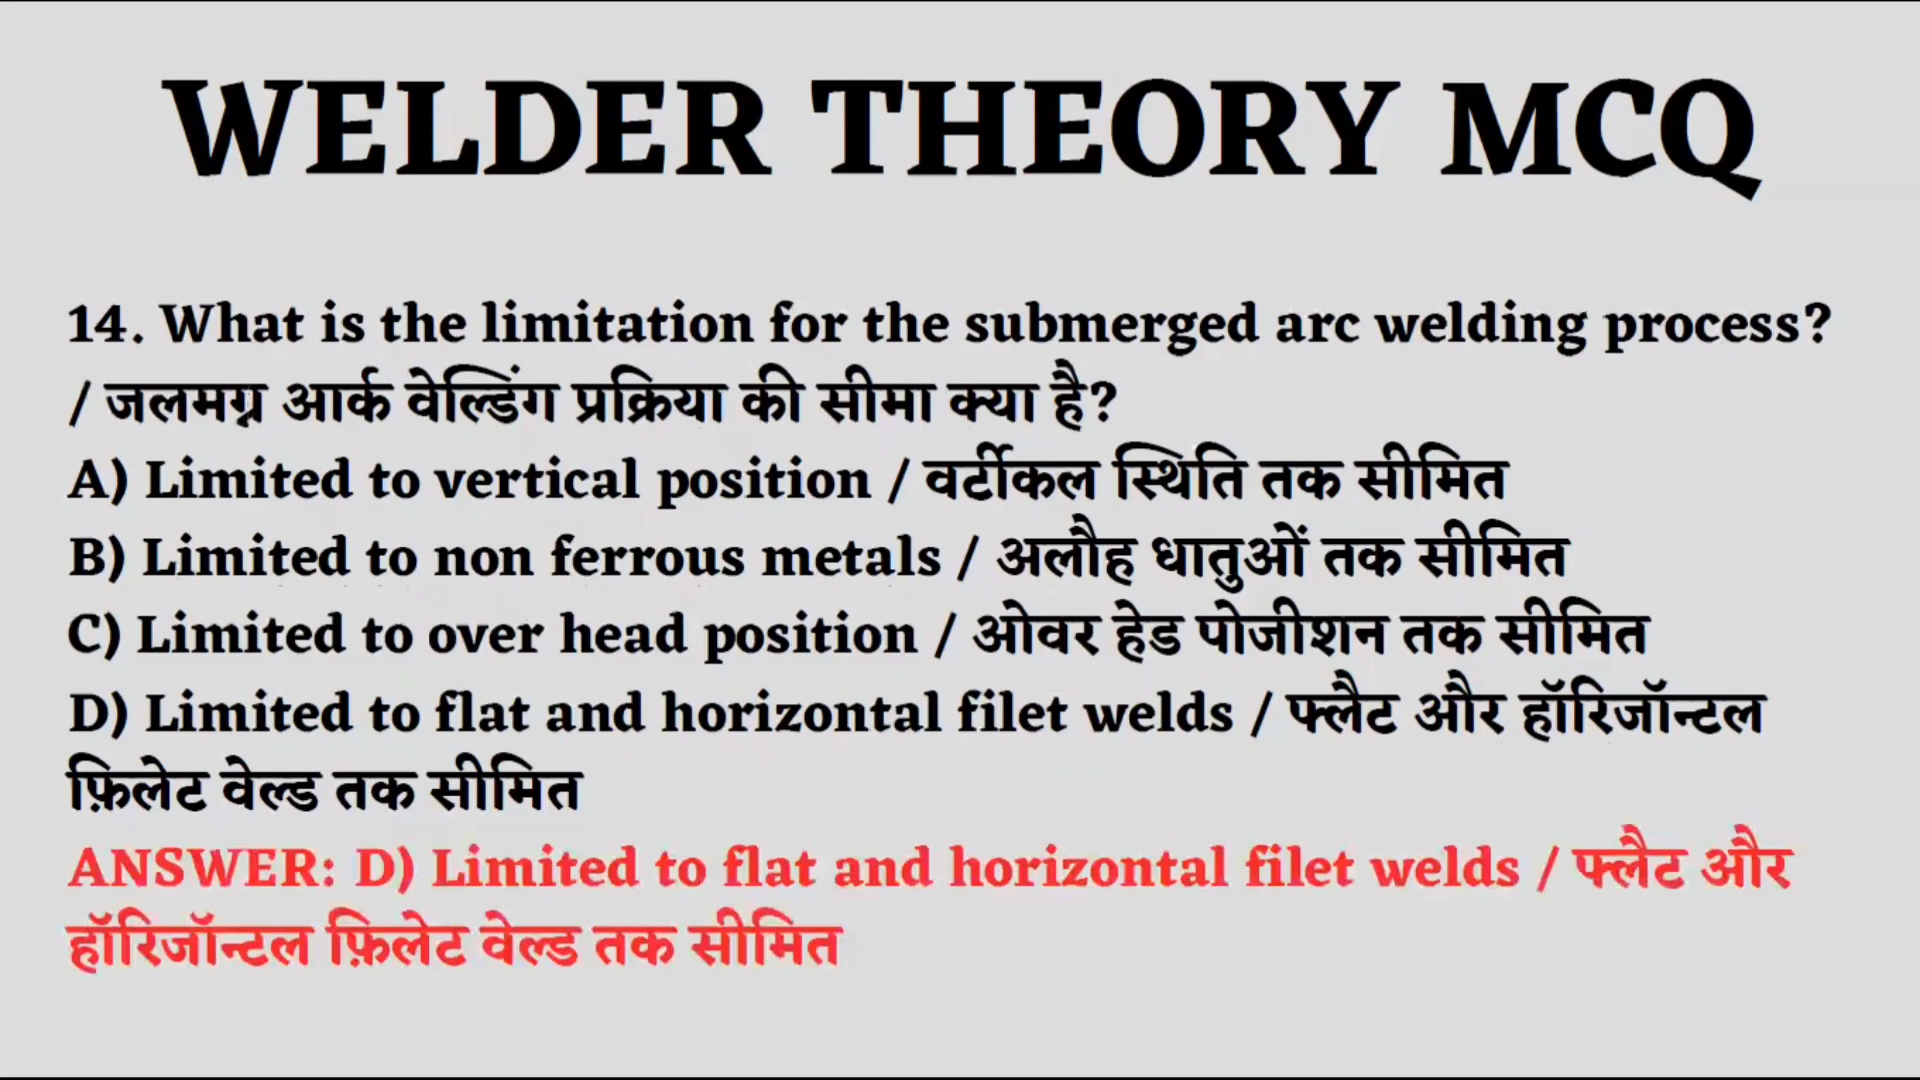 WELDER THEORY MCQ
14. What is the limitation for the submerged arc welding process?
/ जलमग्न आर्क वेल्डिंग प्रक्रिया की सीमा क्या है?
A) Limited to vertical position / वर्टीकल स्थिति तक सीमित
B) Limited to non ferrous metals / अलौह धातुओं तक सीमित
C) Limited to over head position / ओवर हेड पोजीशन तक सीमित
D) Limited to flat and horizontal filet welds / फ्लैट और हॉरिजॉन्टल
फ़िलेट वेल्ड तक सीमित
ANSWER: D) Limited to flat and horizontal filet welds / फ्लैट और
हॉरिजॉन्टल फ़िलेट वेल्ड तक सीमित